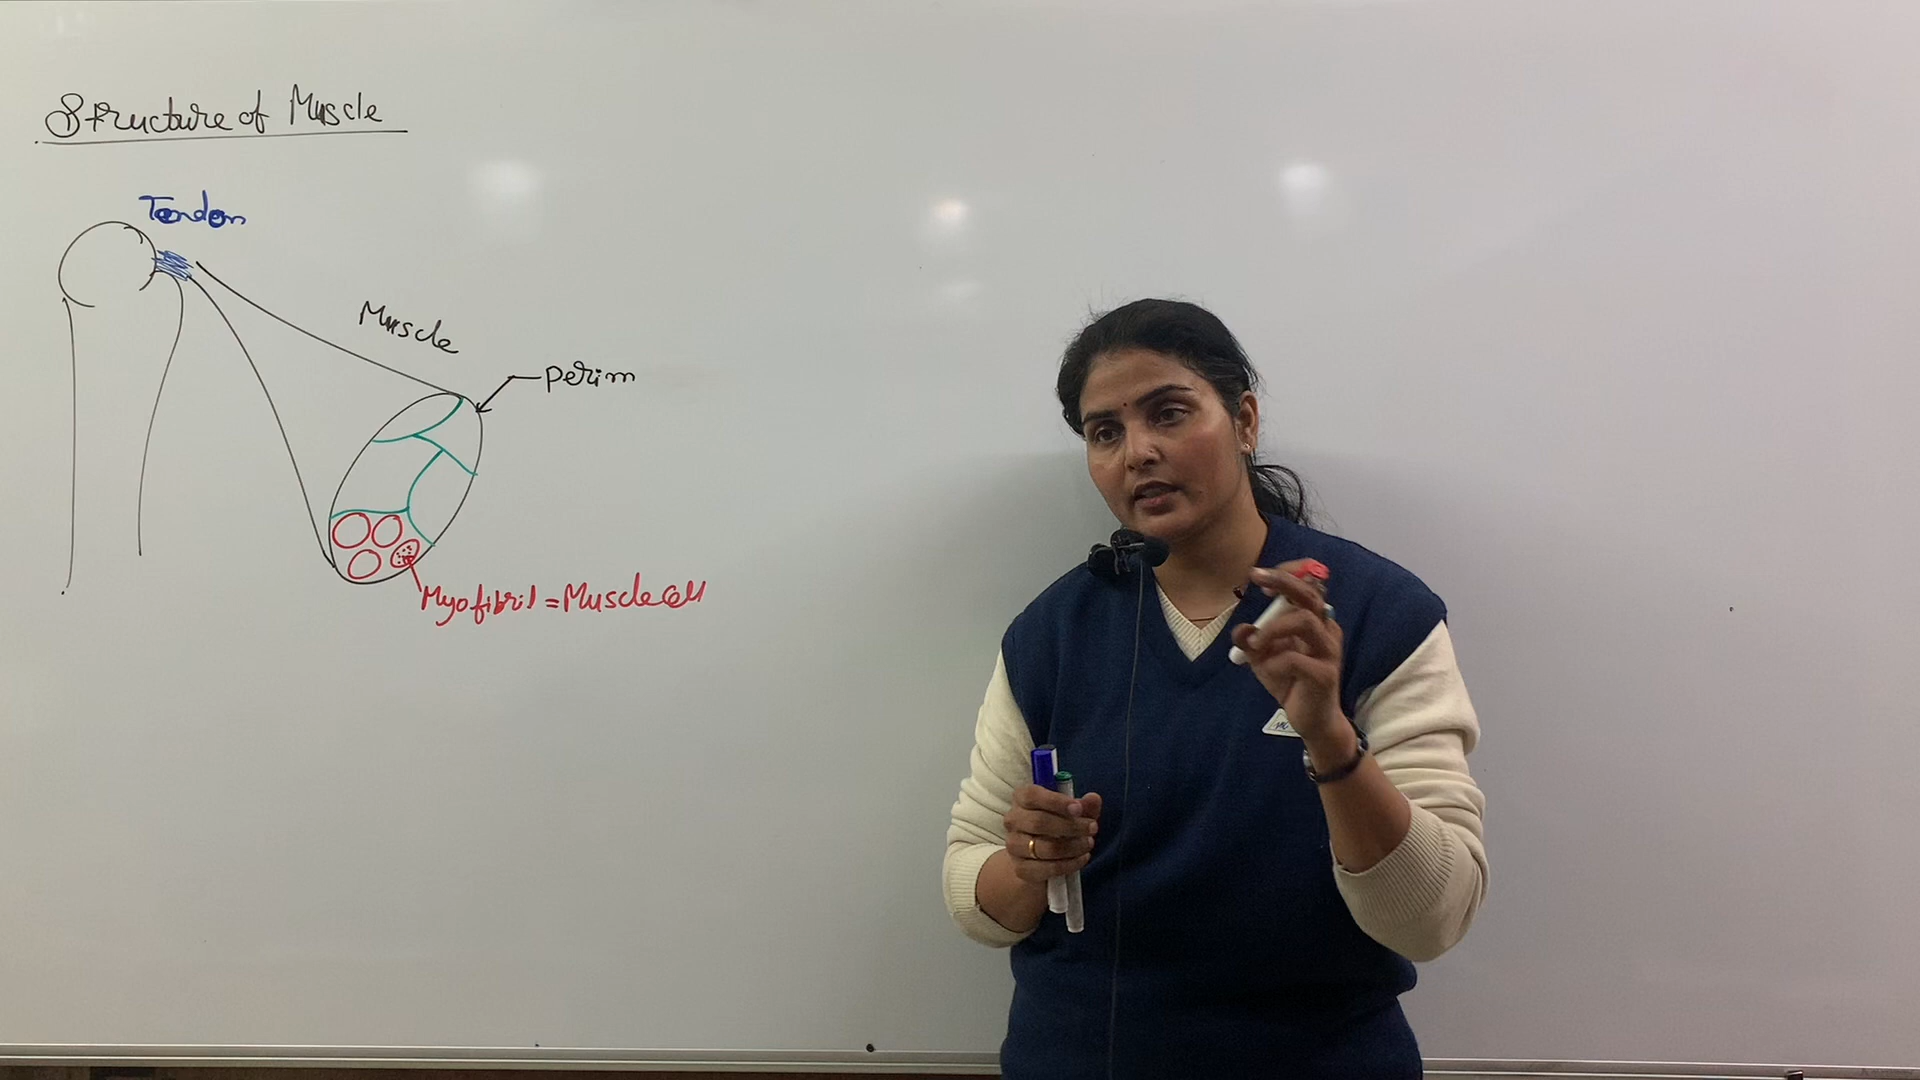 Structure of Muscle
Tendon
Muscle
Perim
Myofibril = Muscle cell